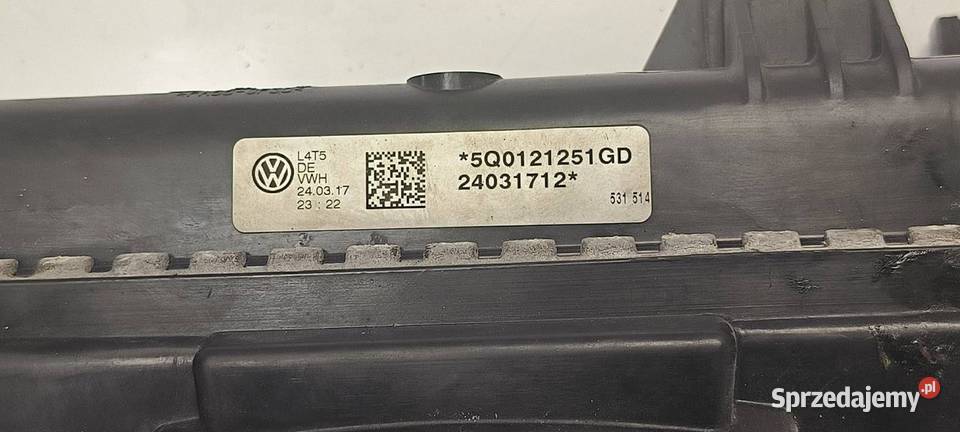 L4T5
DE
VWH
24.03.17
23 : 22
*5Q0121251GD
24031712*
531 514
Sprzedajemy.pl